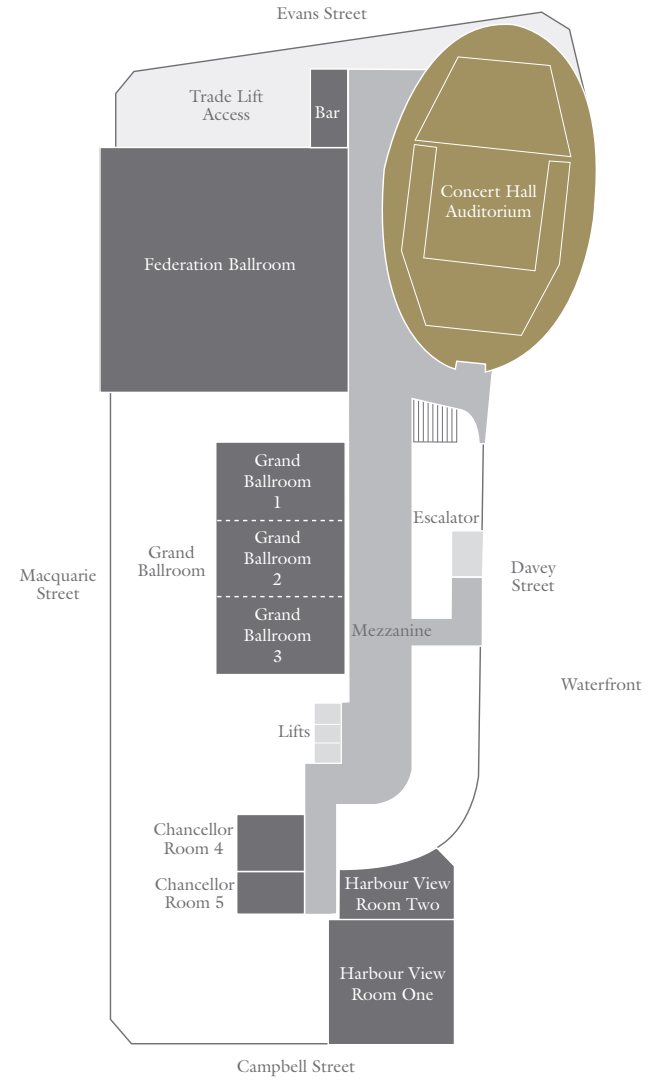 Evans Street
Trade Lift
Access
Bar
Concert Hall
Auditorium
Federation Ballroom
Grand
Ballroom
1
Escalator
Grand
Ballroom
2
Grand
Ballroom
Davey
Street
Macquarie
Street
Grand
Ballroom
3
Mezzanine
Waterfront
Lifts
Chancellor
Room 4
Chancellor
Room 5
Harbour View
Room Two
Harbour View
Room One
Campbell Street